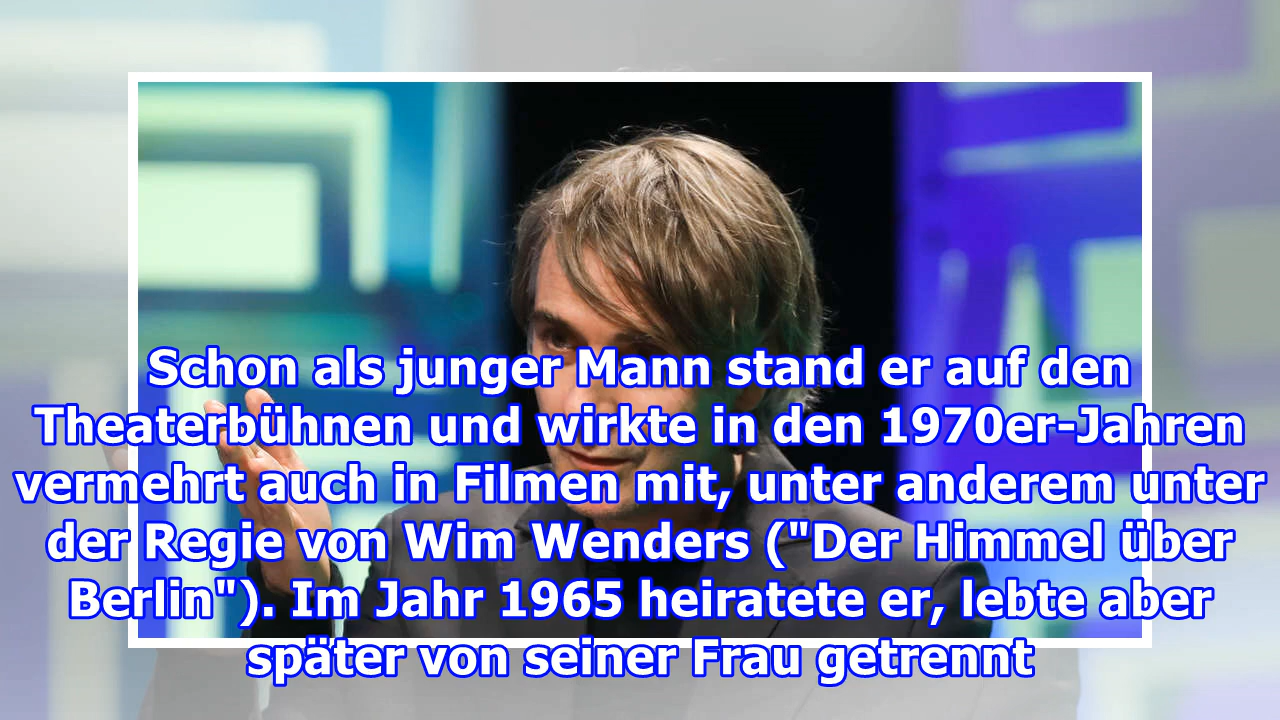 Schon als junger Mann stand er auf den
Theaterbühnen und wirkte in den 1970er-Jahren
vermehrt auch in Filmen mit, unter anderem unter
der Regie von Wim Wenders ("Der Himmel über
Berlin"). Im Jahr 1965 heiratete er, lebte aber
später von seiner Frau getrennt